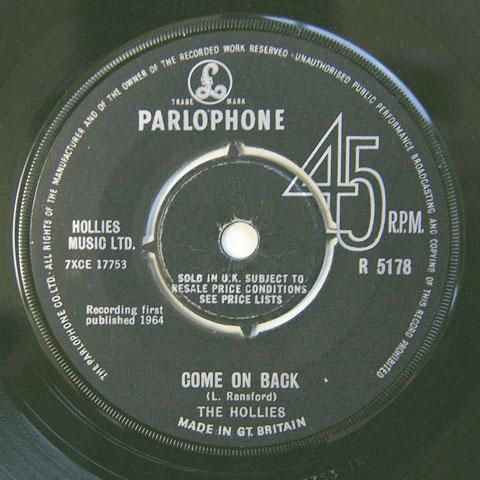 ALL RIGHTS OF THE MANUFACTURER AND OF THE OWNER OF THE RECORDED WORK RESERVED · UNAUTHORISED PUBLIC PERFORMANCE BROADCASTING AND COPYING OF THIS RECORD PROHIBITED
THE PARLOPHONE CO. LTD.
£
TRADE MARK
PARLOPHONE
45
R.P.M.
HOLLIES
MUSIC LTD.
7XCE 17753
R 5178
SOLD IN U.K. SUBJECT TO
RESALE PRICE CONDITIONS
SEE PRICE LISTS
Recording first
published 1964
COME ON BACK
(L. Ransford)
THE HOLLIES
MADE IN GT. BRITAIN